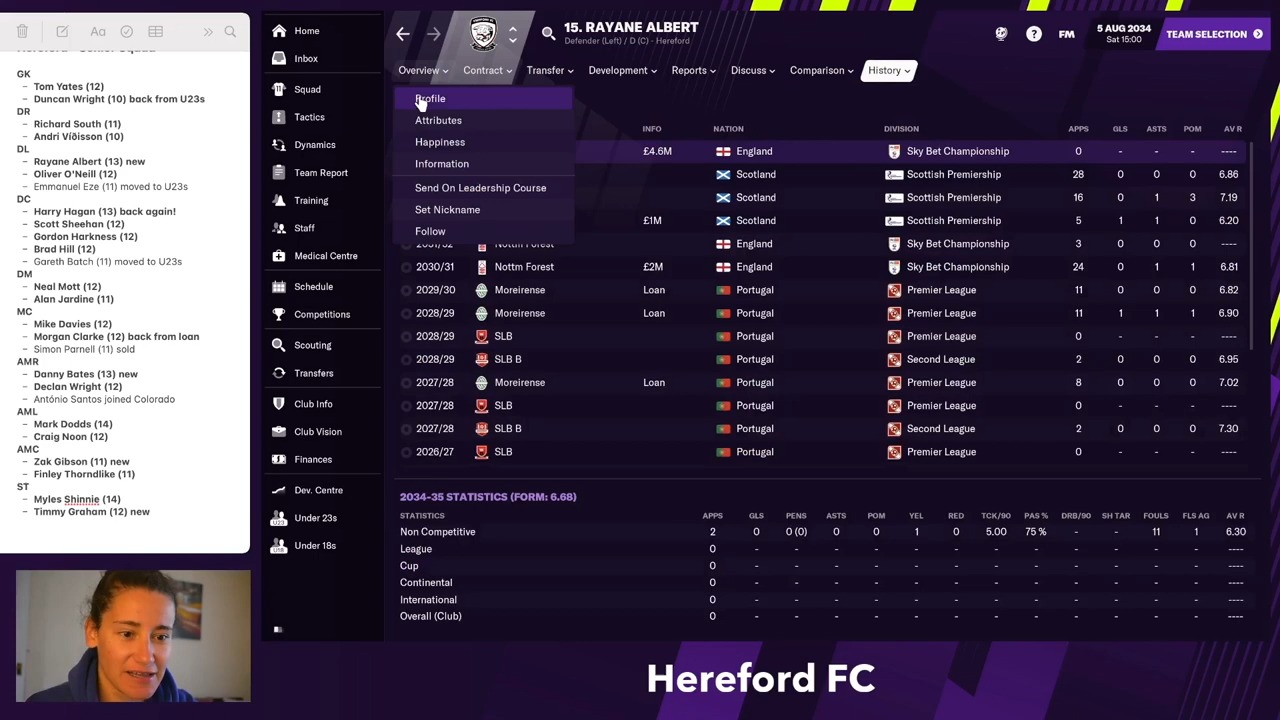 Hereford - Senior Squad
GK
- Tom Yates (12)
- Duncan Wright (10) back from U23s
DR
- Richard South (11)
- Andri Víðisson (10)
DL
- Rayane Albert (13) new
- Oliver O'Neill (12)
- Emmanuel Eze (11) moved to U23s
DC
- Harry Hagan (13) back again!
- Scott Sheehan (12)
- Gordon Harkness (12)
- Brad Hill (12)
- Gareth Batch (11) moved to U23s
DM
- Neal Mott (12)
- Alan Jardine (11)
MC
- Mike Davies (12)
- Morgan Clarke (12) back from loan
- Simon Parnell (11) sold
AMR
- Danny Bates (13) new
- Declan Wright (12)
- António Santos joined Colorado
AML
- Mark Dodds (14)
- Craig Noon (12)
AMC
- Zak Gibson (11) new
- Finley Thorndlike (11)
ST
- Myles Shinnie (14)
- Timmy Graham (12) new
Home
Inbox
Squad
Tactics
Dynamics
Team Report
Training
Staff
Medical Centre
Schedule
Competitions
Scouting
Transfers
Club Info
Club Vision
Finances
Dev. Centre
Under 23s
Under 18s
15. RAYANE ALBERT
Defender (Left) / D (C) - Hereford
FM
5 AUG 2034
Sat 15:00
TEAM SELECTION
Overview Contract Transfer Development Reports Discuss Comparison History
Profile
Attributes
Happiness
Information
Send On Leadership Course
Set Nickname
Follow
INFO NATION DIVISION APPS GLS ASTS POM AV R
£4.6M England Sky Bet Championship 0 - - - ----
Scotland Scottish Premiership 28 0 0 0 6.86
Scotland Scottish Premiership 16 0 1 3 7.19
£1M Scotland Scottish Premiership 5 1 1 0 6.20
2031/32 Nottm Forest England Sky Bet Championship 3 0 0 0 ----
2030/31 Nottm Forest £2M England Sky Bet Championship 24 0 1 1 6.81
2029/30 Moreirense Loan Portugal Premier League 11 0 0 0 6.82
2028/29 Moreirense Loan Portugal Premier League 11 1 1 1 6.90
2028/29 SLB Portugal Premier League 0 - - - ----
2028/29 SLB B Portugal Second League 2 0 0 0 6.95
2027/28 Moreirense Loan Portugal Premier League 8 0 0 0 7.02
2027/28 SLB Portugal Premier League 0 - - - ----
2027/28 SLB B Portugal Second League 2 0 0 0 7.30
2026/27 SLB Portugal Premier League 0 - - - ----
2034-35 STATISTICS (FORM: 6.68)
STATISTICS APPS GLS PENS ASTS POM YEL RED TCK/90 PAS % DRB/90 SH TAR FOULS FLS AG AV R
Non Competitive 2 0 0 (0) 0 0 1 0 5.00 75 % - - 11 1 6.30
League 0 - - - - - - - - - - - - ----
Cup 0 - - - - - - - - - - - - ----
Continental 0 - - - - - - - - - - - - ----
International 0 - - - - - - - - - - - - ----
Overall (Club) 0 - - - - - - - - - - - - ----
Hereford FC